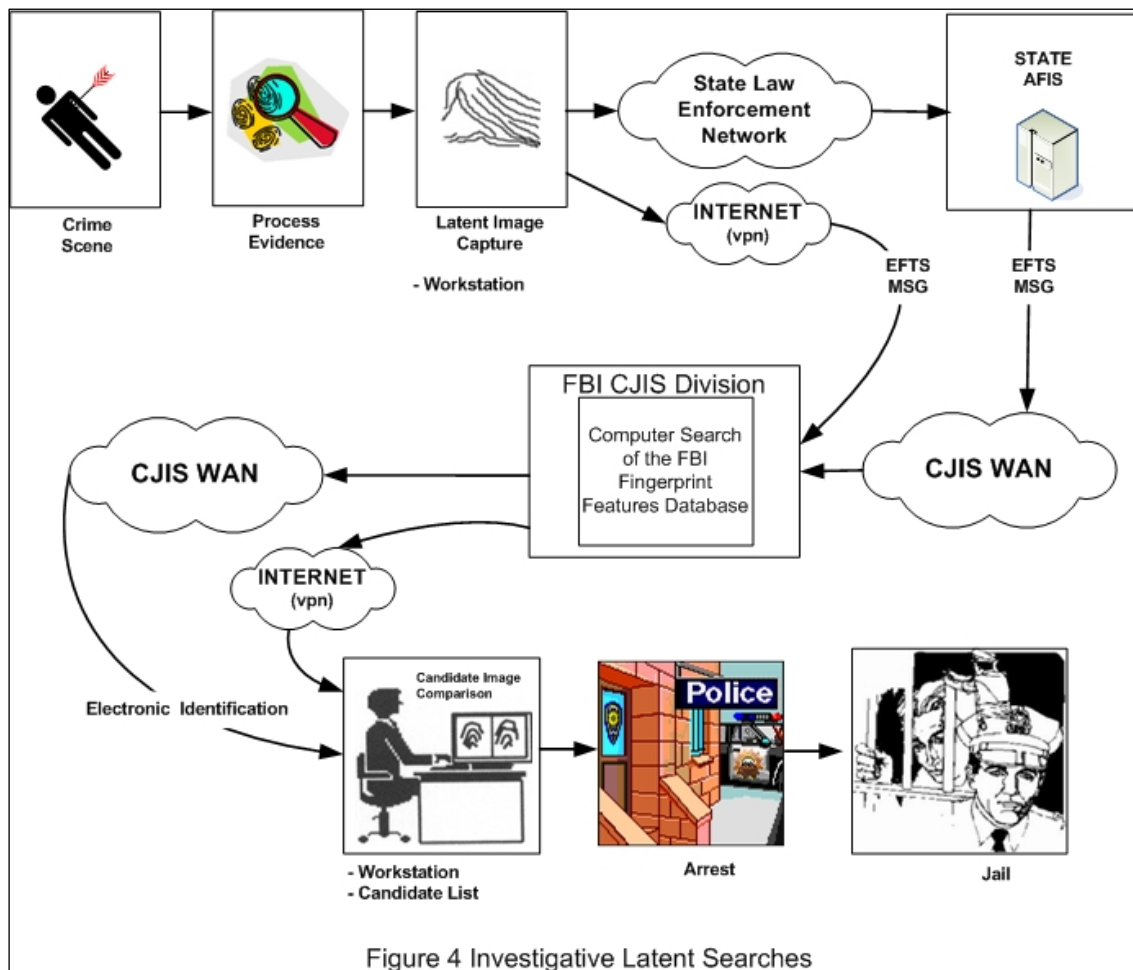 Crime
Scene
Process
Evidence
Latent Image
Capture
- Workstation
State Law
Enforcement
Network
INTERNET
(vpn)
STATE
AFIS
EFTS
MSG
EFTS
MSG
FBI CJIS Division
Computer Search
of the FBI
Fingerprint
Features Database
CJIS WAN
CJIS WAN
INTERNET
(vpn)
Electronic Identification
Candidate Image
Comparison
- Workstation
- Candidate List
Police
Arrest
Jail
Figure 4 Investigative Latent Searches